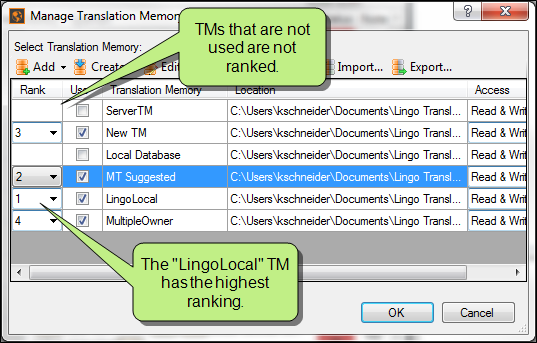 Manage Translation Memory
?
Select Translation Memory:
TMs that are
not used are not
ranked.
Add
Create
Edit
Import...
Export...
Rank Use Translation Memory Location Access
ServerTM C:\Users\kschneider\Documents\Lingo Transl... Read & Writ
3 New TM C:\Users\kschneider\Documents\Lingo Transl... Read & Writ
Local Database C:\Users\kschneider\Documents\Lingo Transl... Read & Writ
2 MT Suggested C:\Users\kschneider\Documents\Lingo Transl... Read & Writ
1 LingoLocal C:\Users\kschneider\Documents\Lingo Transl... Read & Writ
4 MultipleOwner C:\Users\kschneider\Documents\Lingo Transl... Read & Writ
The "LingoLocal" TM
has the highest
ranking.
OK
Cancel